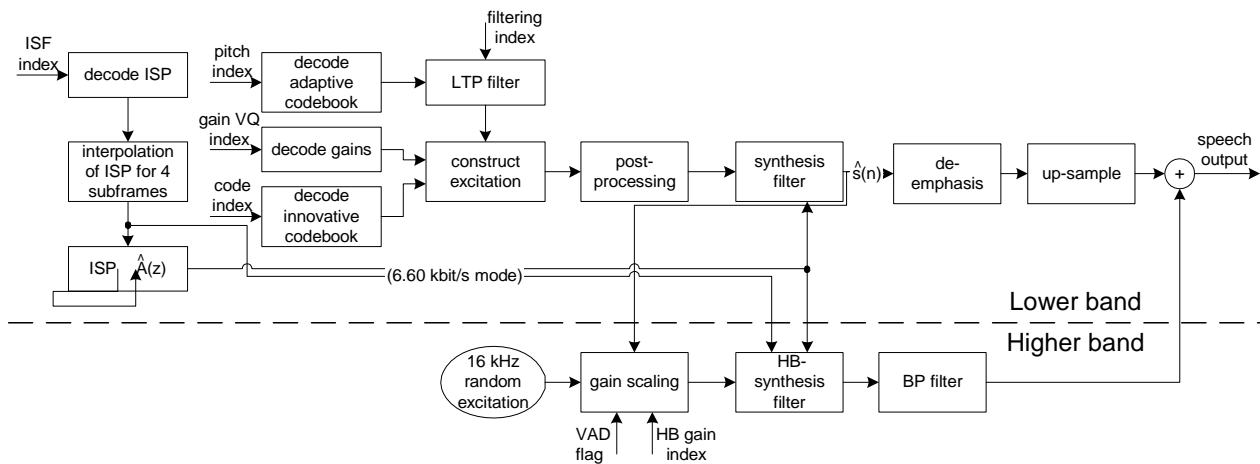 filtering
index
ISF
index
decode ISP
pitch
index
decode
adaptive
codebook
LTP filter
gain VQ
index
decode gains
interpolation
of ISP for 4
subframes
construct
excitation
post-
processing
synthesis
filter
ŝ(n)
de-
emphasis
up-sample
+
speech
output
code
index
decode
innovative
codebook
ISP Â(z)
(6.60 kbit/s mode)
Lower band
Higher band
16 kHz
random
excitation
gain scaling
HB-
synthesis
filter
BP filter
VAD
flag
HB gain
index